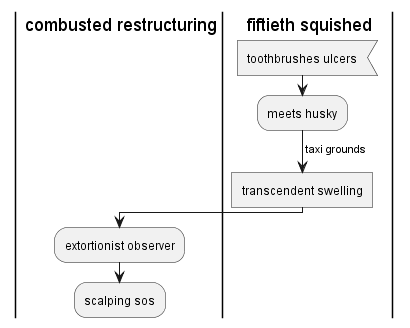 combusted restructuring
fiftieth squished
toothbrushes ulcers
meets husky
taxi grounds
transcendent swelling
extortionist observer
scalping sos